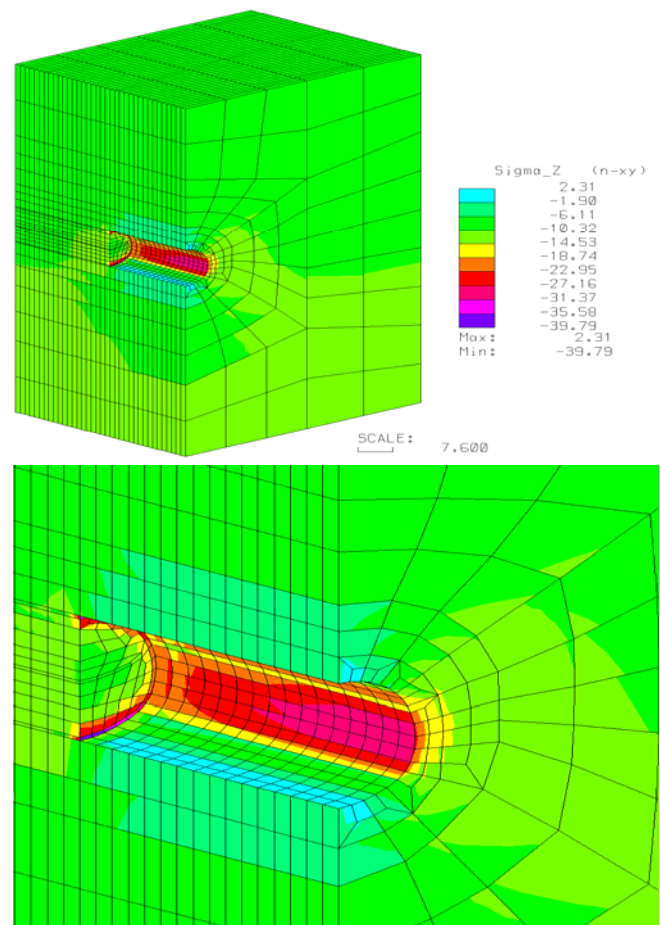 Sigma_Z (n-xy)
2.31
-1.90
-6.11
-10.32
-14.53
-18.74
-22.95
-27.16
-31.37
-35.58
-39.79
Max: 2.31
Min: -39.79
SCALE: 7.600